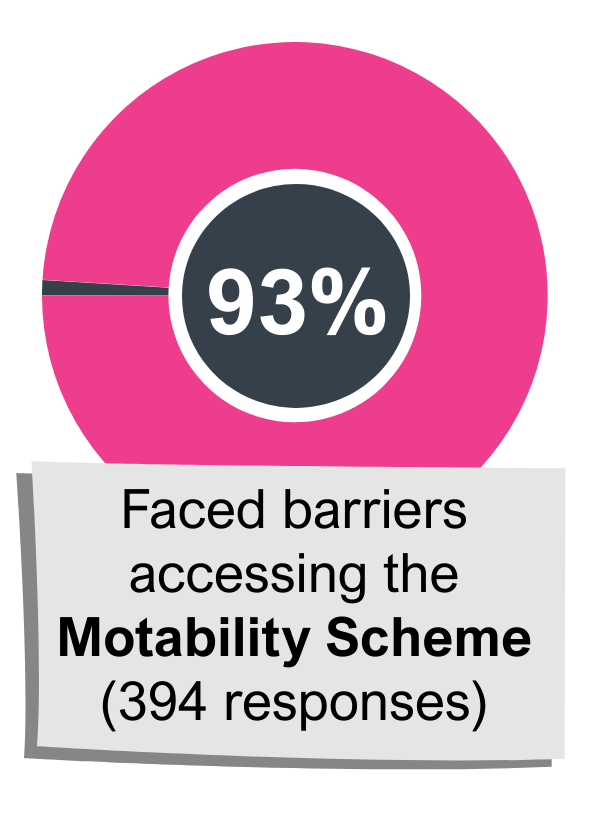 93%
Faced barriers
accessing the
Motability Scheme
(394 responses)